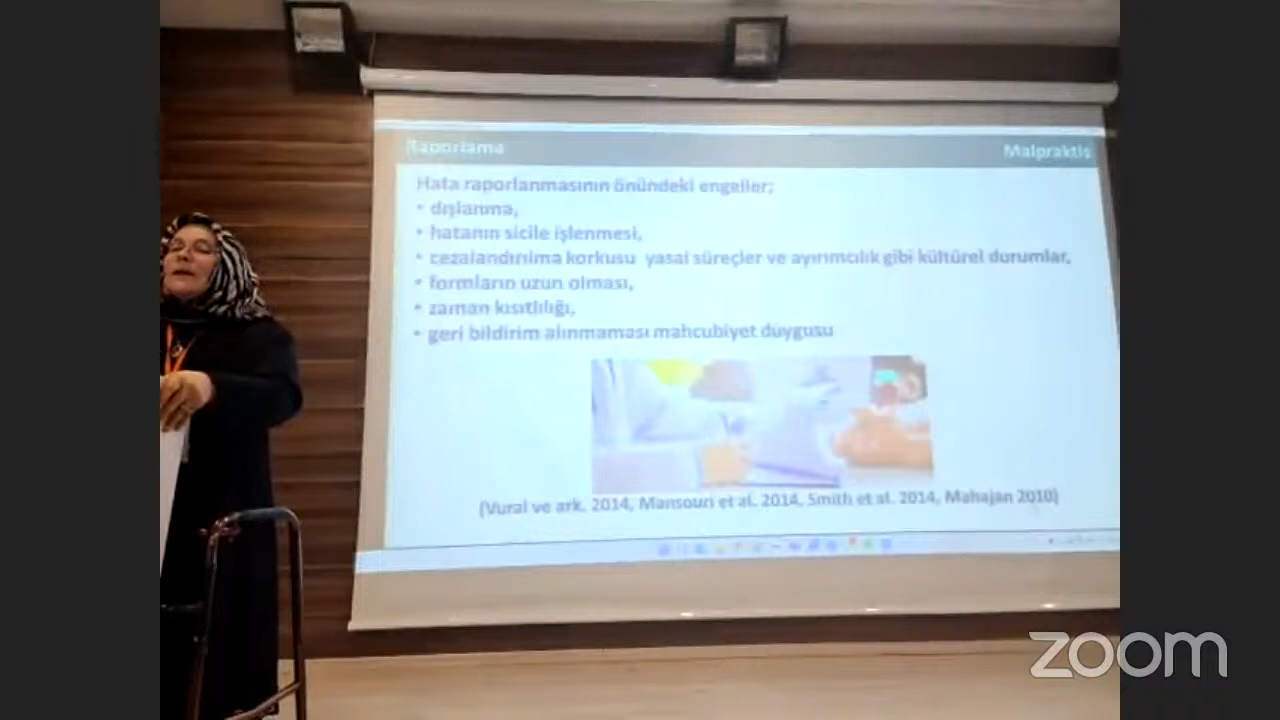 Raporlama
Malpraktis
Hata raporlanmasının önündeki engeller;
• dışlanma,
• hatanın sicile işlenmesi,
• cezalandırılma korkusu yasal süreçler ve ayırımcılık gibi kültürel durumlar,
• formların uzun olması,
• zaman kısıtlılığı,
• geri bildirim alınmaması mahcubiyet duygusu
(Vural ve ark. 2014, Mansouri et al. 2014, Smith et al. 2014, Mahajan 2010)
zoom